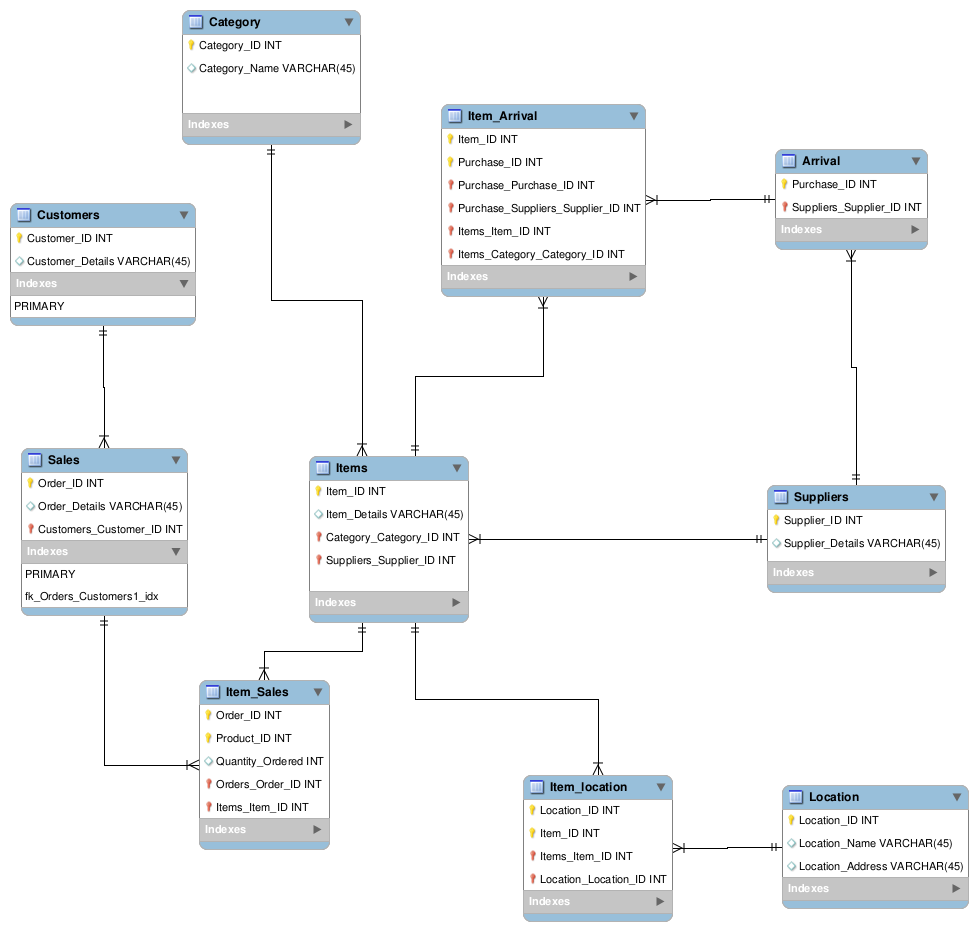 Category
Category_ID INT
Category_Name VARCHAR(45)
Indexes
Item_Arrival
Item_ID INT
Purchase_ID INT
Purchase_Purchase_ID INT
Purchase_Suppliers_Supplier_ID INT
Items_Item_ID INT
Items_Category_Category_ID INT
Indexes
Arrival
Purchase_ID INT
Suppliers_Supplier_ID INT
Indexes
Customers
Customer_ID INT
Customer_Details VARCHAR(45)
Indexes
PRIMARY
Sales
Order_ID INT
Order_Details VARCHAR(45)
Customers_Customer_ID INT
Indexes
PRIMARY
fk_Orders_Customers1_idx
Items
Item_ID INT
Item_Details VARCHAR(45)
Category_Category_ID INT
Suppliers_Supplier_ID INT
Indexes
Suppliers
Supplier_ID INT
Supplier_Details VARCHAR(45)
Indexes
Item_Sales
Order_ID INT
Product_ID INT
Quantity_Ordered INT
Orders_Order_ID INT
Items_Item_ID INT
Indexes
Item_location
Location_ID INT
Item_ID INT
Items_Item_ID INT
Location_Location_ID INT
Indexes
Location
Location_ID INT
Location_Name VARCHAR(45)
Location_Address VARCHAR(45)
Indexes